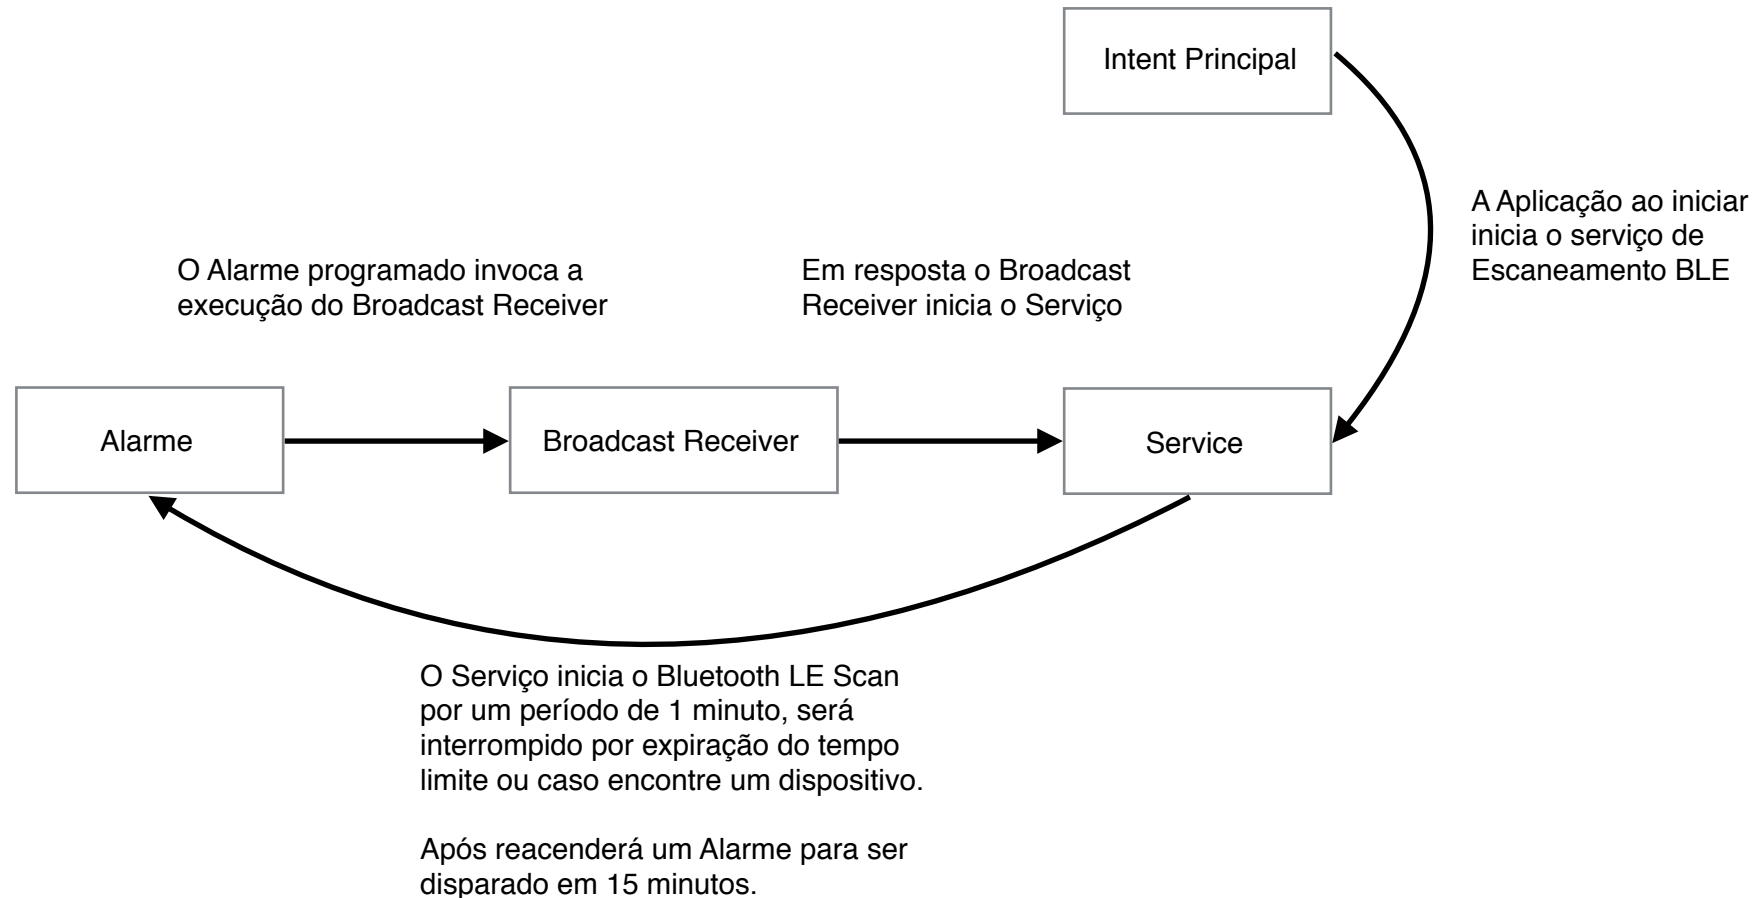 Intent Principal
A Aplicação ao iniciar
inicia o serviço de
Escaneamento BLE
O Alarme programado invoca a
execução do Broadcast Receiver
Em resposta o Broadcast
Receiver inicia o Serviço
Alarme
Broadcast Receiver
Service
O Serviço inicia o Bluetooth LE Scan
por um período de 1 minuto, será
interrompido por expiração do tempo
limite ou caso encontre um dispositivo.
Após reacenderá um Alarme para ser
disparado em 15 minutos.